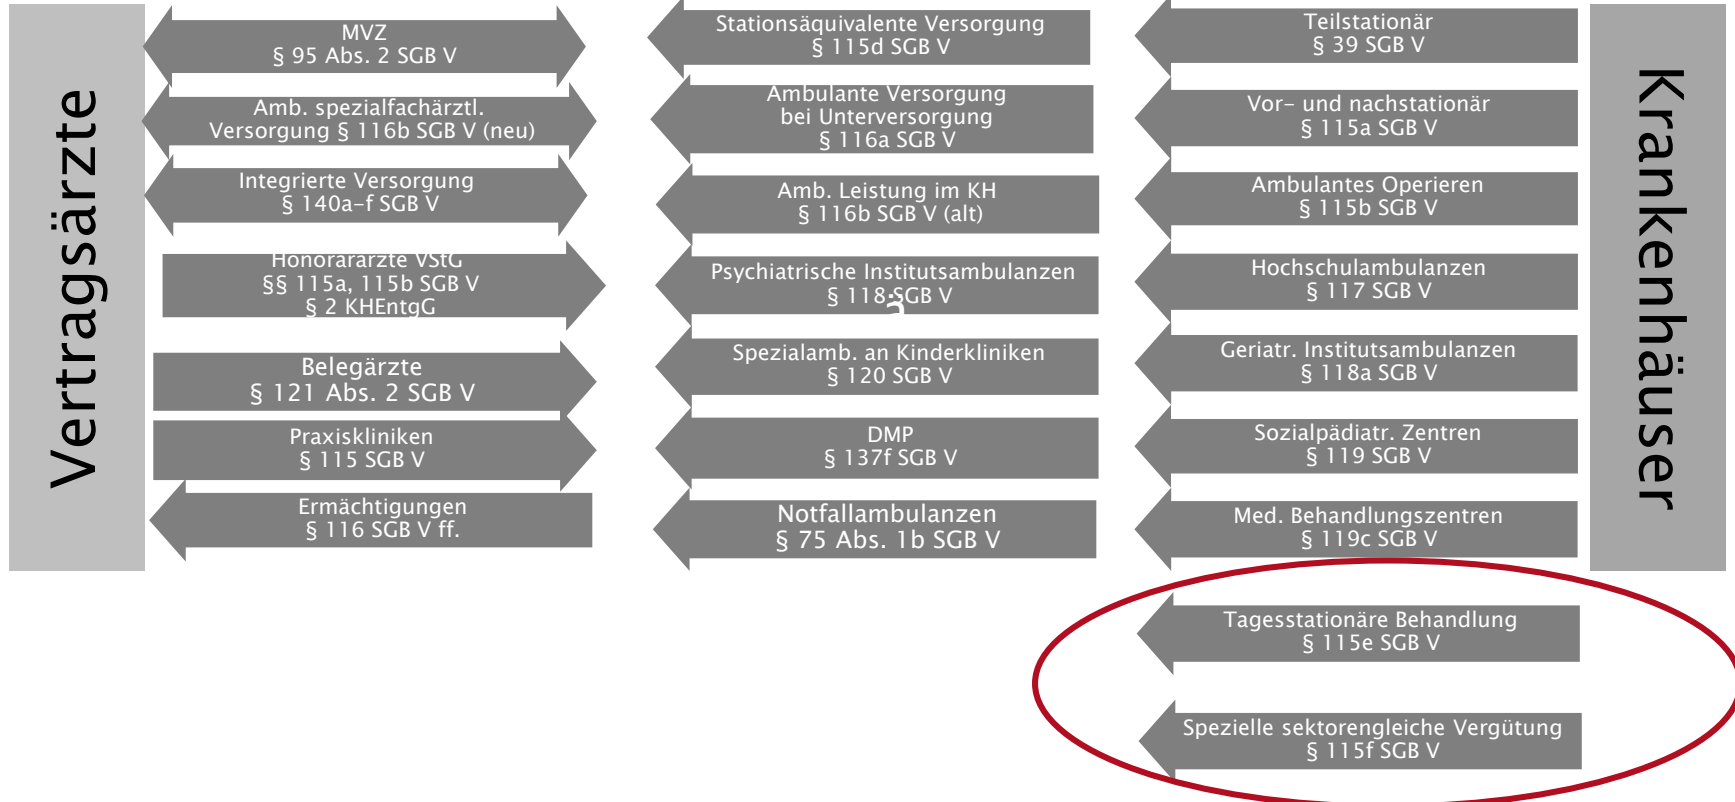 Vertragsärzte
MVZ
§ 95 Abs. 2 SGB V
Amb. spezialfachärztl.
Versorgung § 116b SGB V (neu)
Integrierte Versorgung
§ 140a-f SGB V
Honorarärzte VStG
§§ 115a, 115b SGB V
§ 2 KHEntgG
Belegärzte
§ 121 Abs. 2 SGB V
Praxiskliniken
§ 115 SGB V
Ermächtigungen
§ 116 SGB V ff.
Stationsäquivalente Versorgung
§ 115d SGB V
Ambulante Versorgung
bei Unterversorgung
§ 116a SGB V
Amb. Leistung im KH
§ 116b SGB V (alt)
Psychiatrische Institutsambulanzen
§ 118 SGB V
Spezialamb. an Kinderkliniken
§ 120 SGB V
DMP
§ 137f SGB V
Notfallambulanzen
§ 75 Abs. 1b SGB V
Teilstationär
§ 39 SGB V
Vor- und nachstationär
§ 115a SGB V
Ambulantes Operieren
§ 115b SGB V
Hochschulambulanzen
§ 117 SGB V
Geriatr. Institutsambulanzen
§ 118a SGB V
Sozialpädiatr. Zentren
§ 119 SGB V
Med. Behandlungszentren
§ 119c SGB V
Tagesstationäre Behandlung
§ 115e SGB V
Spezielle sektorengleiche Vergütung
§ 115f SGB V
Krankenhäuser